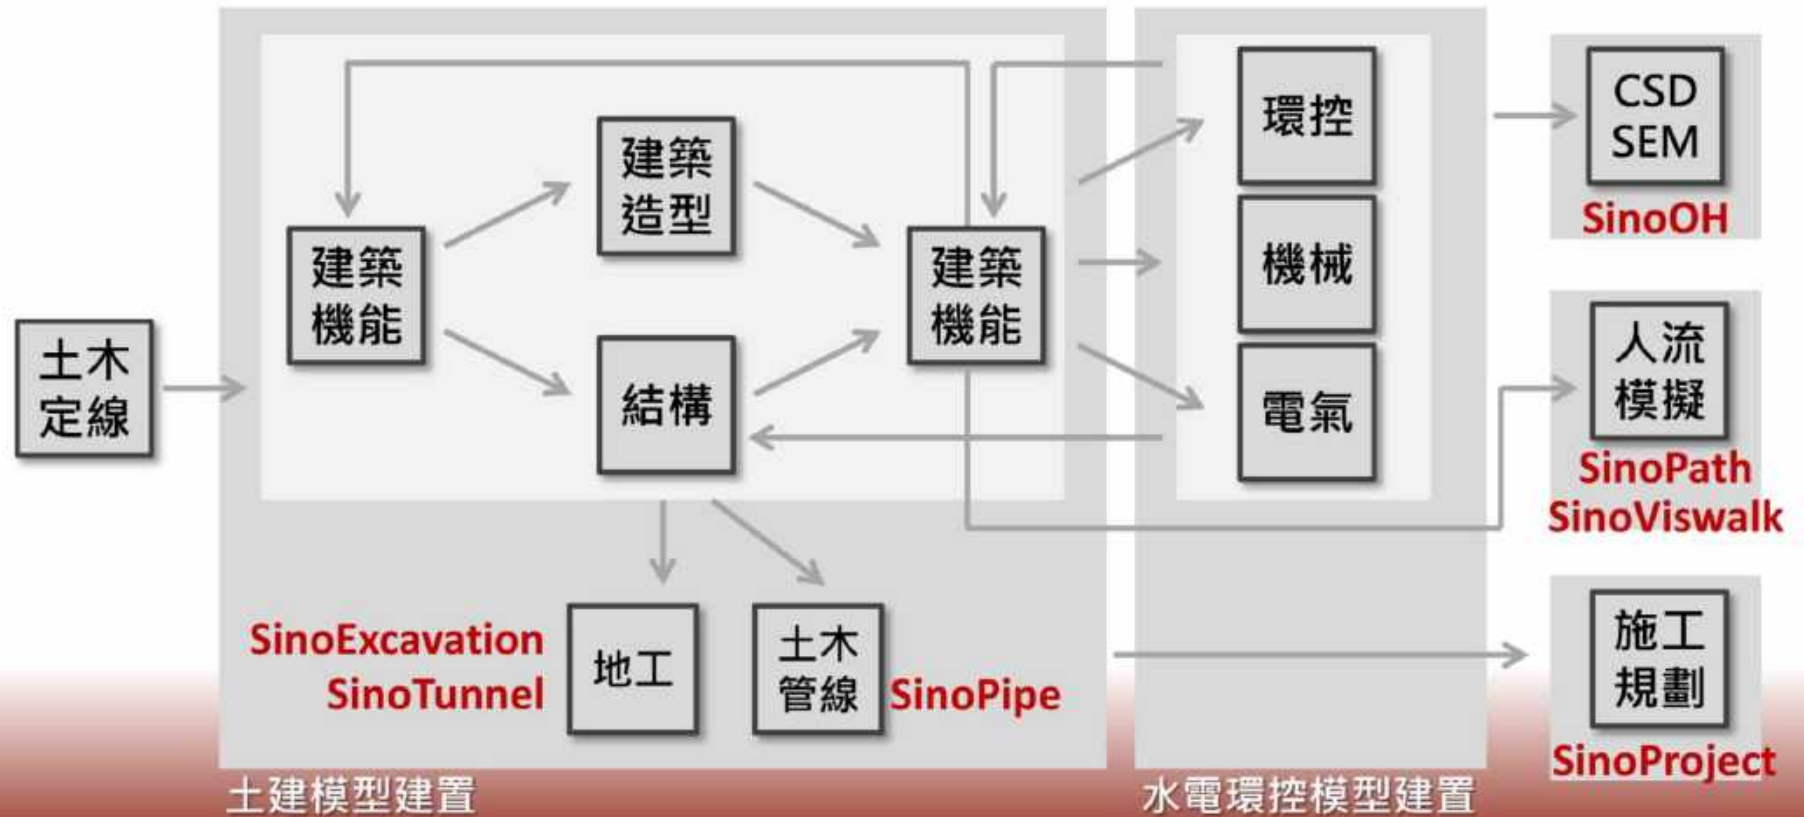 土木
定線
建築
機能
建築
造型
結構
建築
機能
地工
SinoExcavation
SinoTunnel
土木
管線
SinoPipe
土建模型建置
環控
機械
電氣
水電環控模型建置
CSD
SEM
SinoOH
人流
模擬
SinoPath
SinoViswalk
施工
規劃
SinoProject